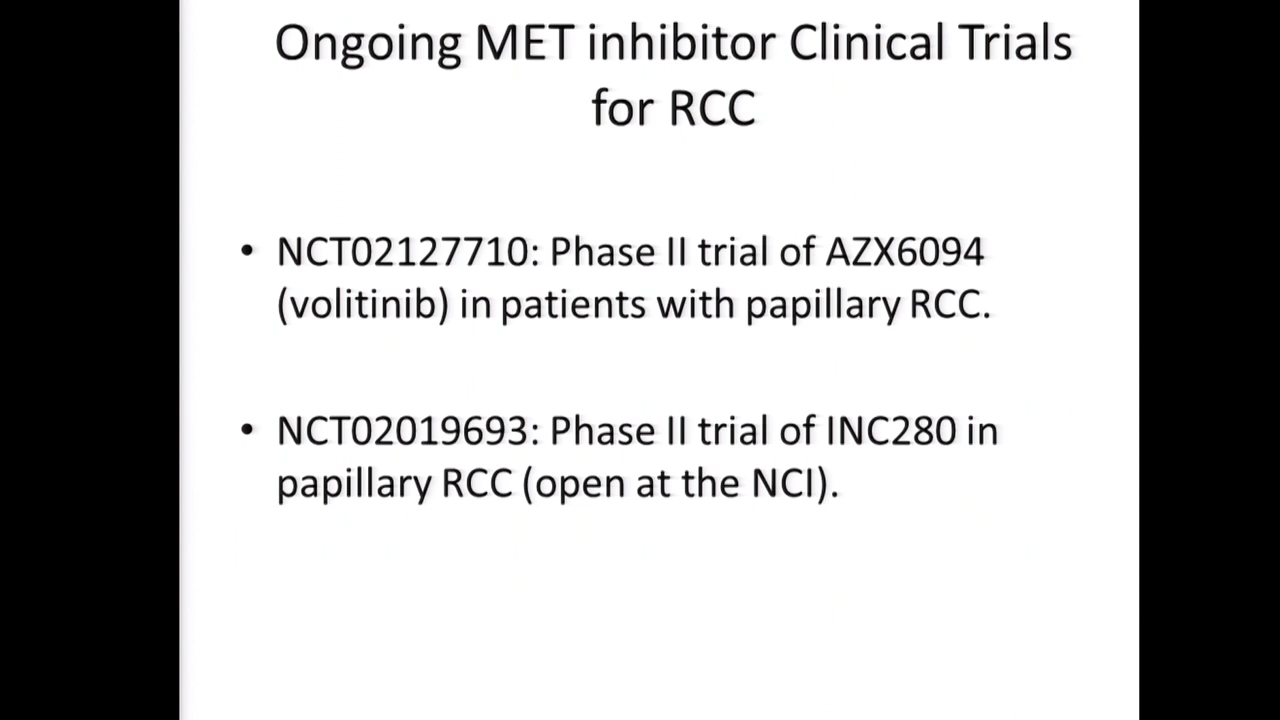 Ongoing MET inhibitor Clinical Trials
for RCC
• NCT02127710: Phase II trial of AZX6094
(volitinib) in patients with papillary RCC.
• NCT02019693: Phase II trial of INC280 in
papillary RCC (open at the NCI).